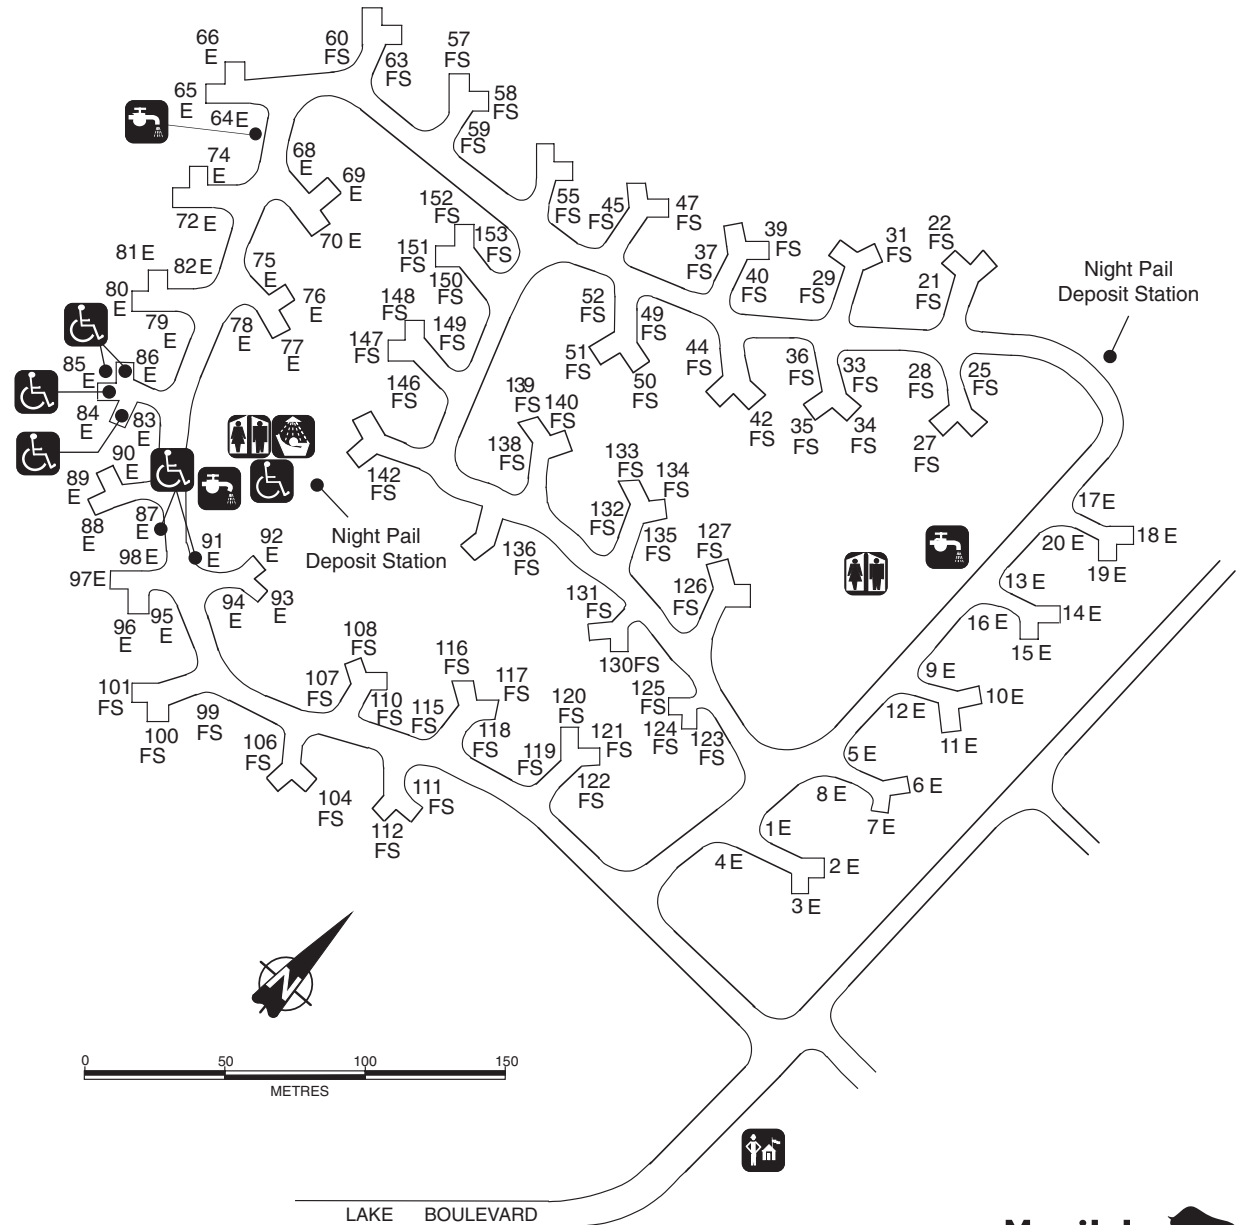 66
E
60
FS
57
FS
63
FS
65
E
58
FS
64 E
59
FS
74
E
68
E
69
E
152
FS
55
FS
45
FS
47
FS
39
FS
31
FS
22
FS
72 E
70 E
153
FS
151
FS
37
FS
Night Pail
Deposit Station
81 E
82 E
75
E
150
FS
40
FS
29
FS
21
FS
80
E
76
E
148
FS
52
FS
79
E
78
E
149
FS
49
FS
147
FS
77
E
85
E
86
E
51
FS
44
FS
36
FS
33
FS
28
FS
25
FS
146
FS
139
FS
50
FS
140
FS
42
FS
35
FS
34
FS
27
FS
84
E
83
E
138
FS
90
E
142
FS
133
FS
134
FS
89
E
17 E
88
E
87
E
132
FS
18 E
Night Pail
Deposit Station
91
E
92
E
136
FS
135
FS
127
FS
20 E
19 E
98 E
97 E
13 E
94
E
93
E
131
FS
126
FS
14 E
96
E
95
E
16 E
15 E
108
FS
116
FS
130FS
9 E
101
FS
107
FS
117
FS
125
FS
10 E
99
FS
110
FS
115
FS
120
FS
12 E
100
FS
118
FS
124
FS
123
FS
11 E
106
FS
119
FS
121
FS
5 E
122
FS
6 E
104
FS
111
FS
8 E
7 E
112
FS
1 E
4 E
2 E
3 E
N
0 50 100 150
METRES
LAKE BOULEVARD